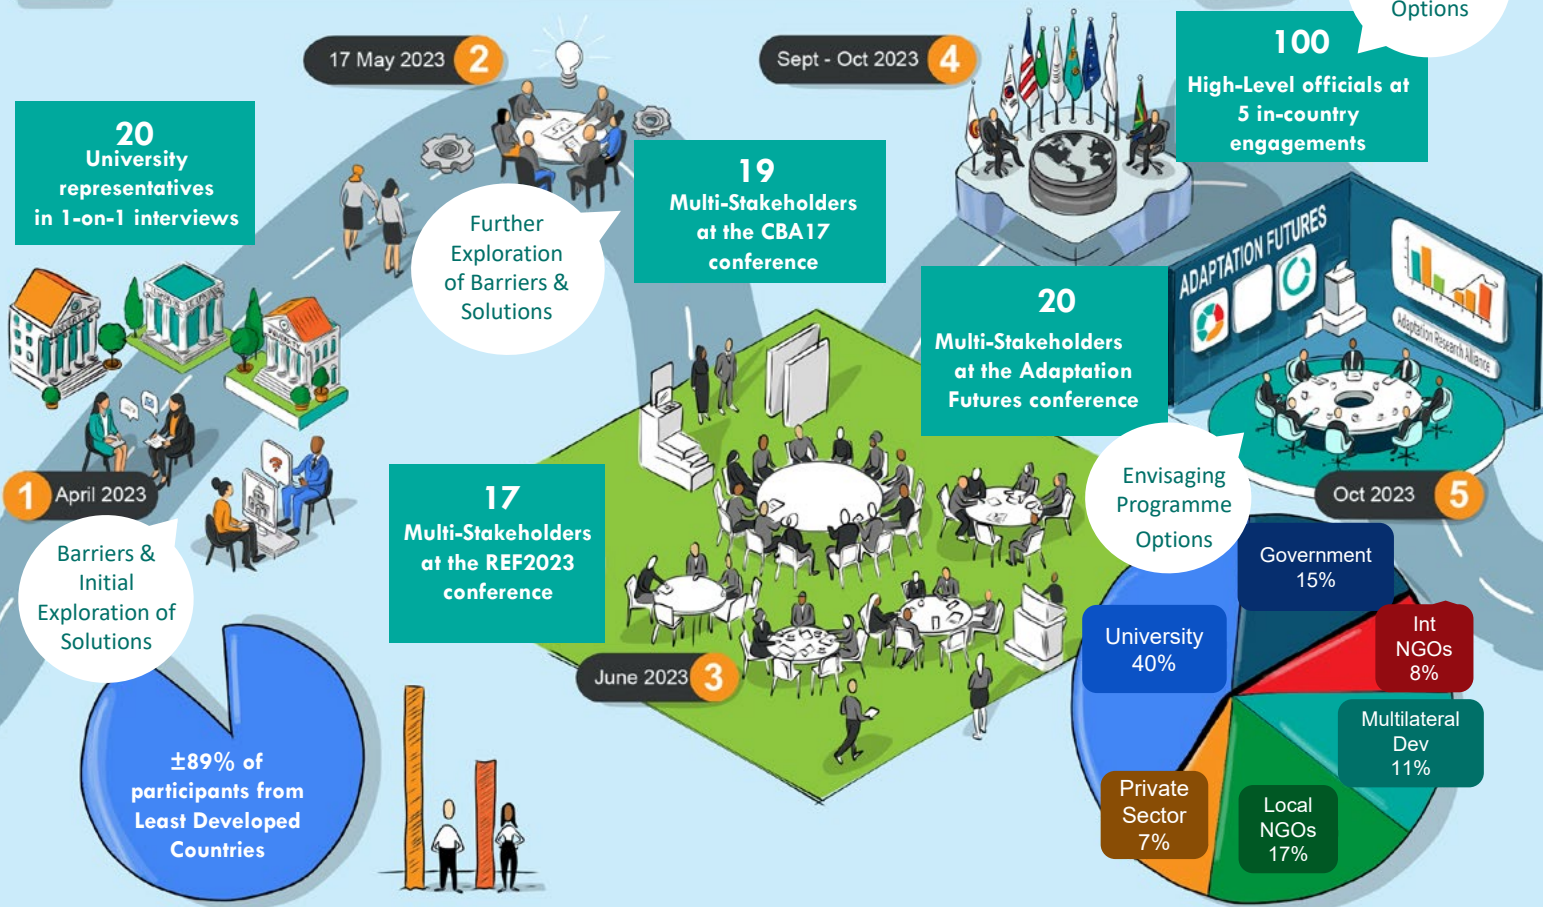 Options
17 May 2023
2
Sept - Oct 2023
4
100
High-Level officials at
5 in-country
engagements
20
University
representatives
in 1-on-1 interviews
19
Multi-Stakeholders
at the CBA17
conference
Further
Exploration
of Barriers &
Solutions
ADAPTATION FUTURES
Adaptation Research Alliance
20
Multi-Stakeholders
at the Adaptation
Futures conference
1
April 2023
17
Multi-Stakeholders
at the REF2023
conference
Envisaging
Programme
Options
Oct 2023
5
Barriers &
Initial
Exploration of
Solutions
June 2023
3
Government
15%
University
40%
Int
NGOs
8%
Multilateral
Dev
11%
Private
Sector
7%
Local
NGOs
17%
±89% of
participants from
Least Developed
Countries